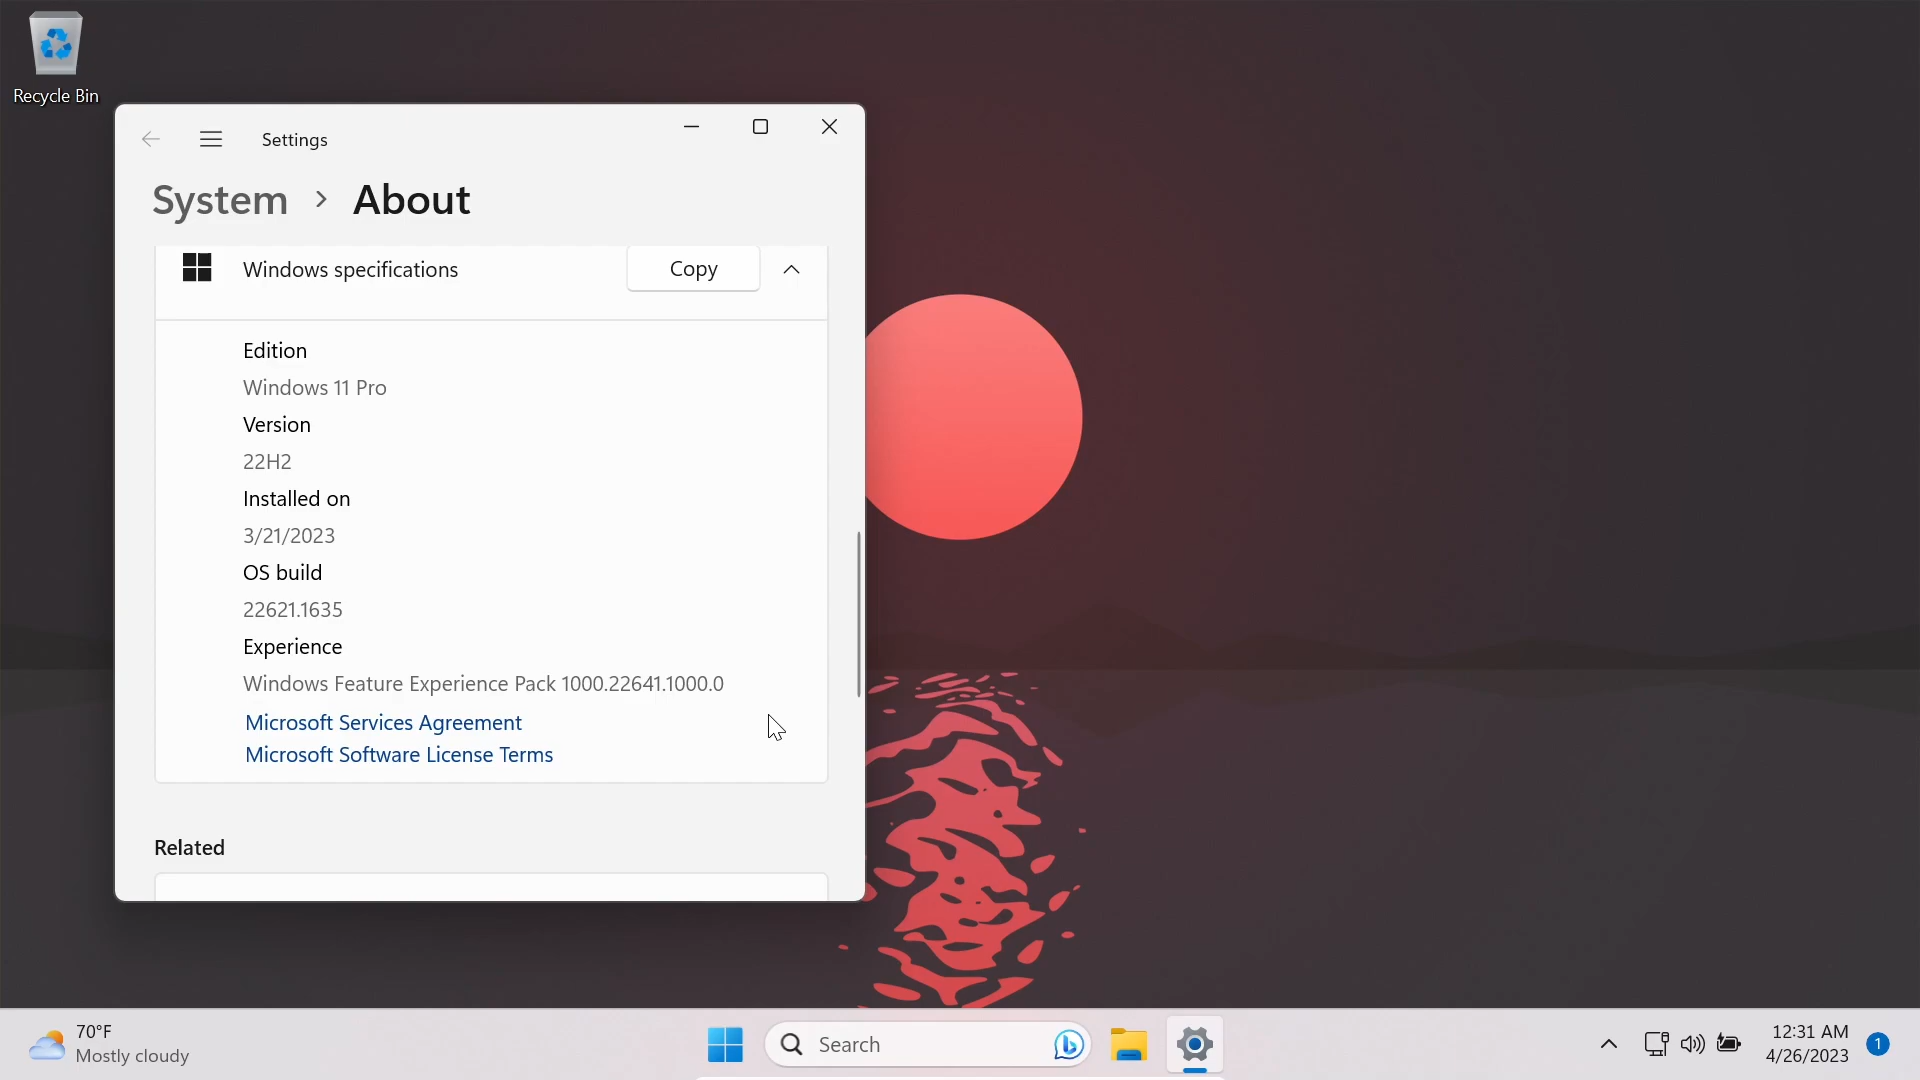 Recycle Bin
Settings
System > About
Windows specifications
Copy
Edition
Windows 11 Pro
Version
22H2
Installed on
3/21/2023
OS build
22621.1635
Experience
Windows Feature Experience Pack 1000.22641.1000.0
Microsoft Services Agreement
Microsoft Software License Terms
Related
70°F
Mostly cloudy
Search
12:31 AM
4/26/2023
1